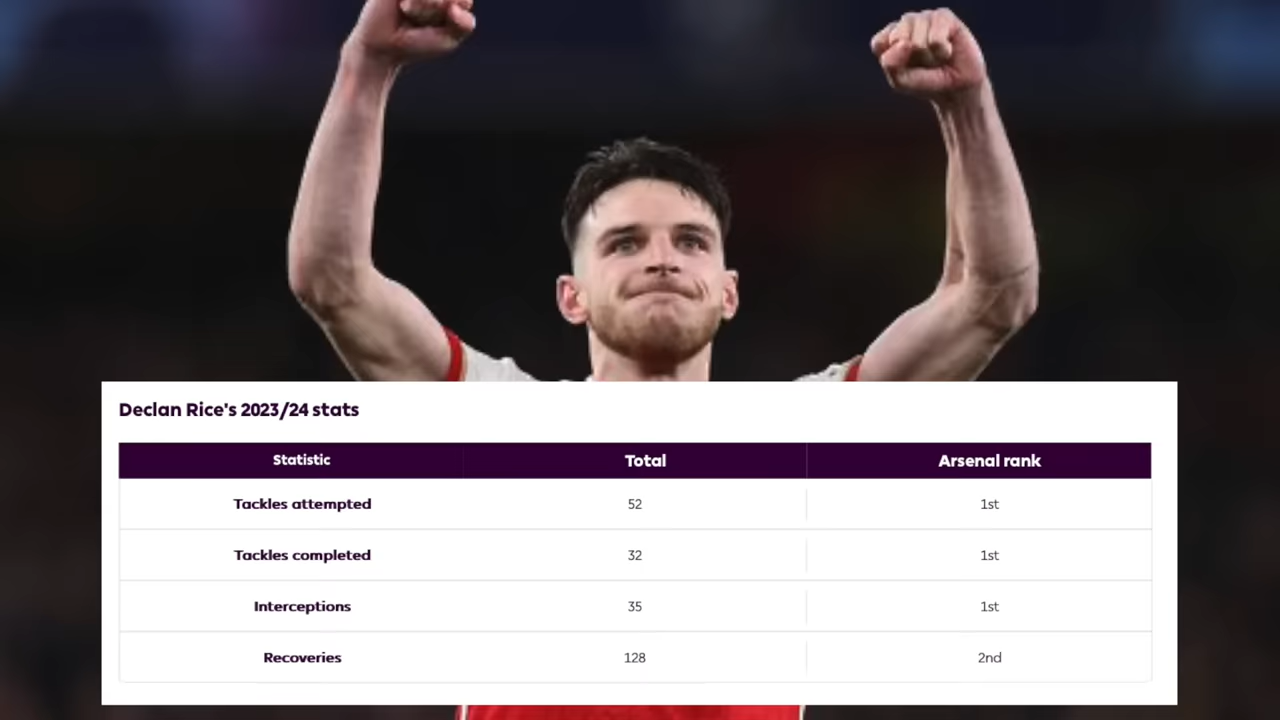 Declan Rice's 2023/24 stats
Statistic Total Arsenal rank
Tackles attempted 52 1st
Tackles completed 32 1st
Interceptions 35 1st
Recoveries 128 2nd